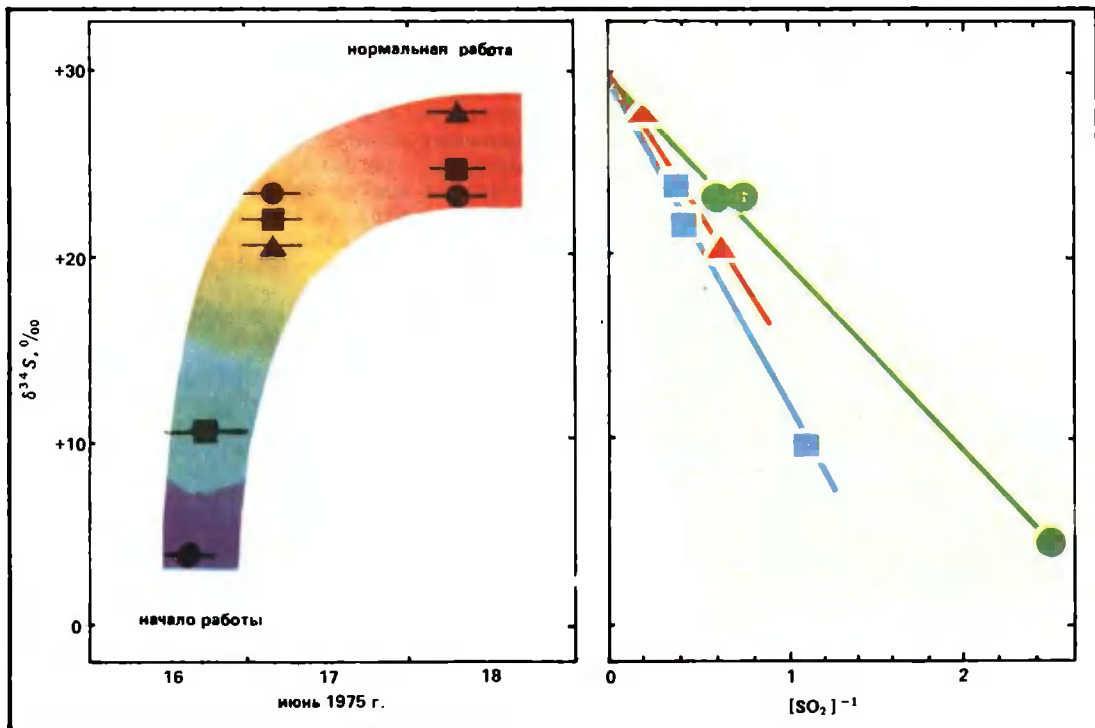 нормальная работа
+30
+20
+10
0
δ³⁴S, ⁰/₀₀
начало работы
16 17 18
июнь 1975 г.
0 1 2
[SO₂]⁻¹